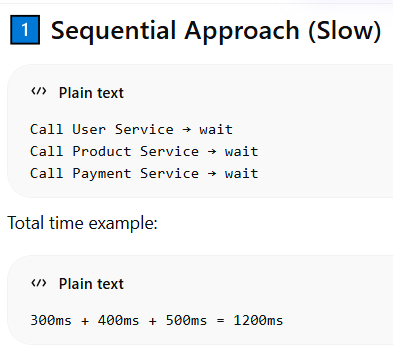 1 Sequential Approach (Slow)
</> Plain text
Call User Service → wait
Call Product Service → wait
Call Payment Service → wait
Total time example:
</> Plain text
300ms + 400ms + 500ms = 1200ms